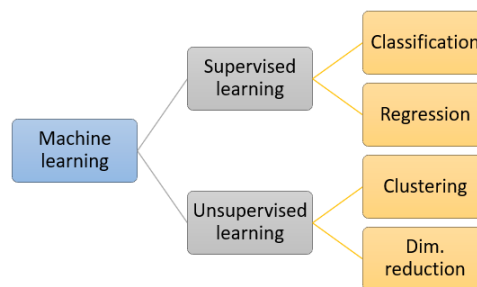 Machine
learning
Supervised
learning
Unsupervised
learning
Classification
Regression
Clustering
Dim.
reduction